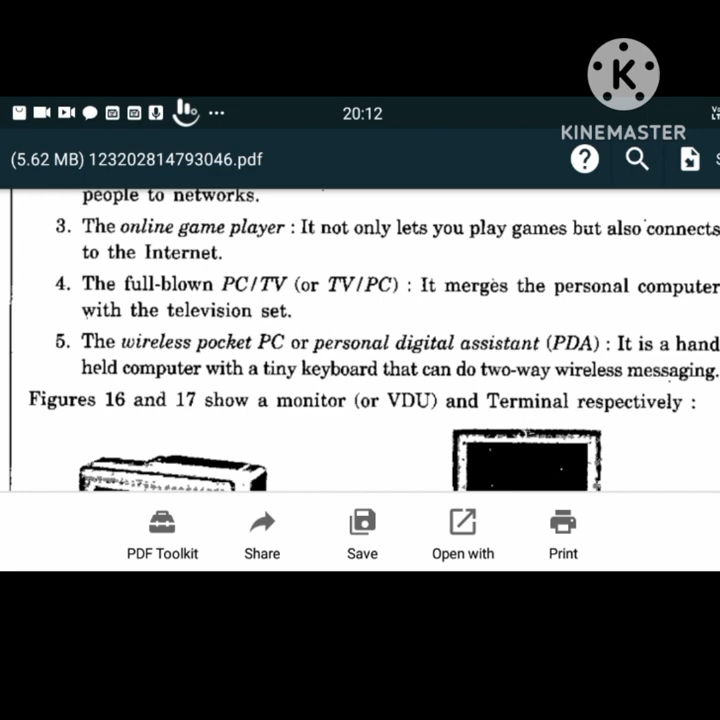 K
KINEMASTER
20:12
(5.62 MB) 123202814793046.pdf
people to networks.
3. The online game player : It not only lets you play games but also connects
to the Internet.
4. The full-blown PC/TV (or TV/PC) : It merges the personal computer
with the television set.
5. The wireless pocket PC or personal digital assistant (PDA) : It is a hand
held computer with a tiny keyboard that can do two-way wireless messaging.
Figures 16 and 17 show a monitor (or VDU) and Terminal respectively :
PDF Toolkit
Share
Save
Open with
Print